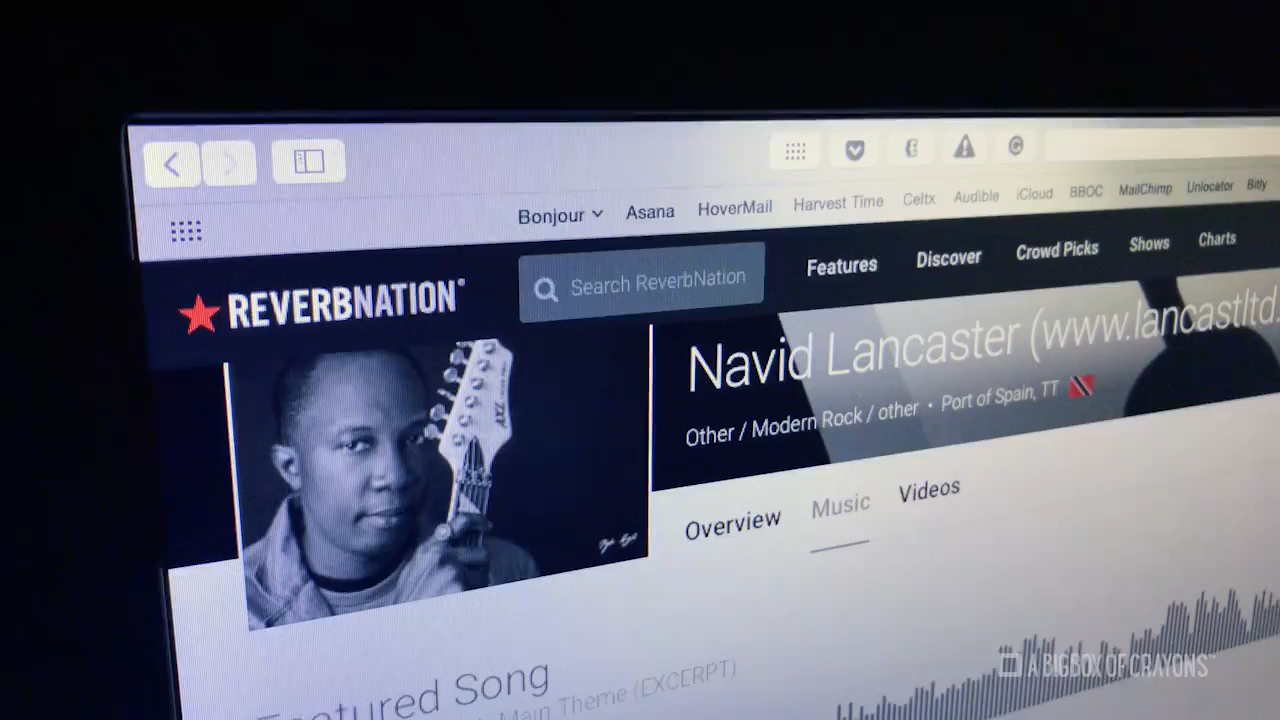 Bonjour Asana HoverMail Harvest Time Celtx Audible iCloud BBOC MailChimp Unlocator Bitly
REVERBNATION
Search ReverbNation
Features Discover Crowd Picks Shows Charts
Navid Lancaster (www.lancastltd.
Other / Modern Rock / other • Port of Spain, TT
Overview Music Videos
Featured Song
Main Theme (EXCERPT)
A BIGBOX OF CRAYONS™